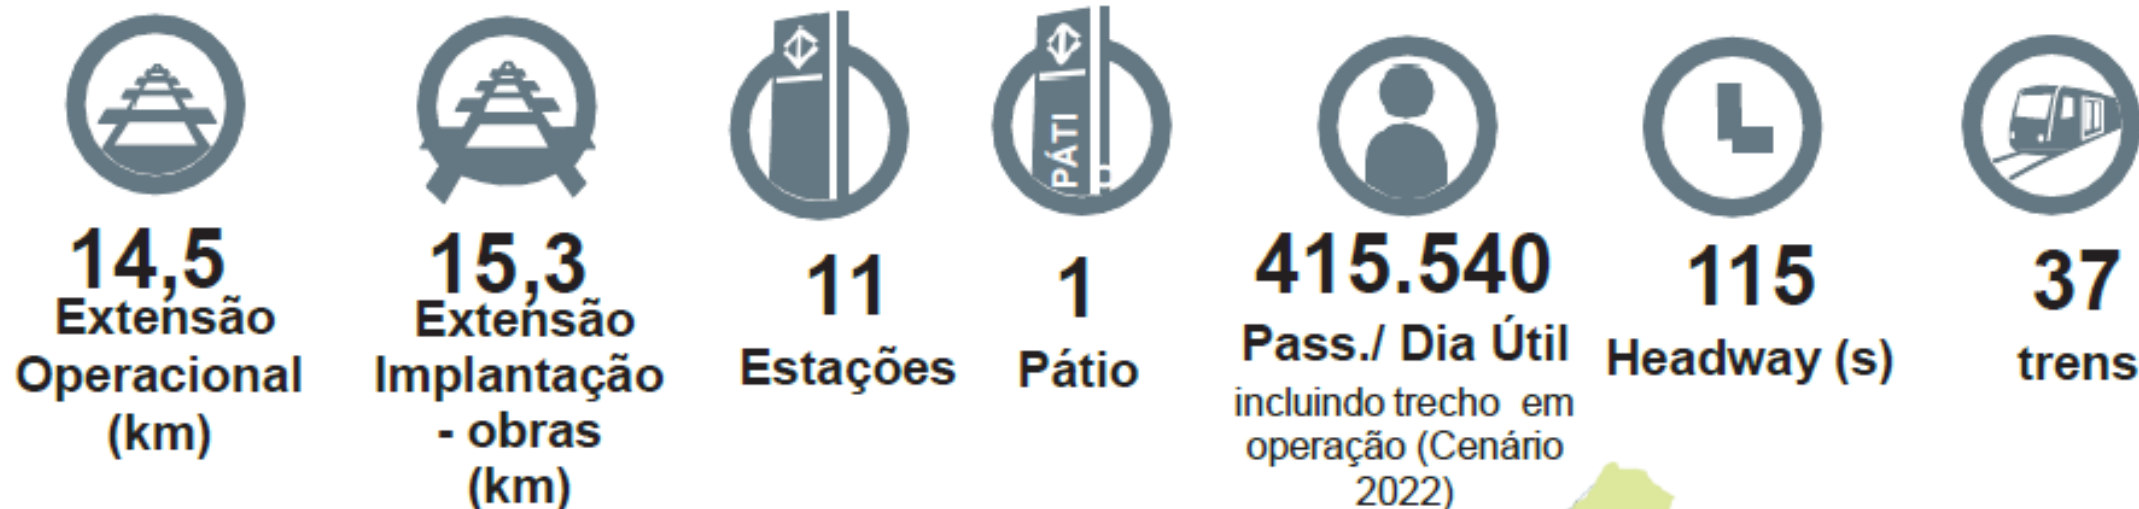 14,5
Extensão
Operacional
(km)
15,3
Extensão
Implantação
- obras
(km)
11
Estações
PÁTI
1
Pátio
415.540
Pass./ Dia Útil
incluindo trecho em
operação (Cenário
2022)
115
Headway (s)
37
trens